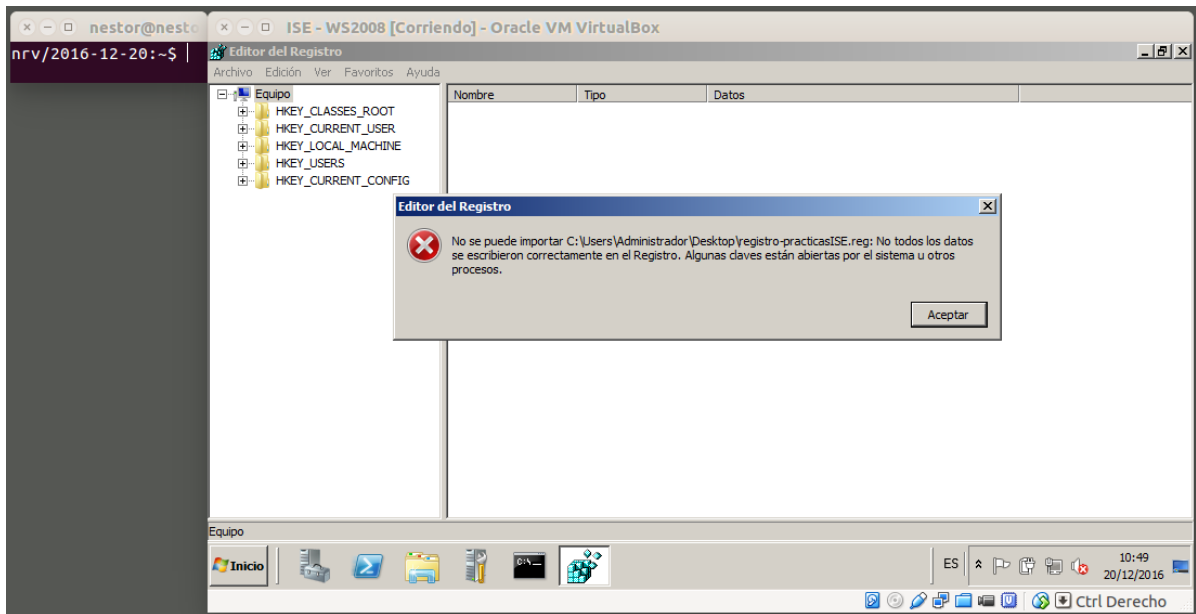 nestor@nesto
ISE - WS2008 [Corriendo] - Oracle VM VirtualBox
nrv/2016-12-20:~$
Editor del Registro
Archivo Edición Ver Favoritos Ayuda
Equipo
Nombre Tipo Datos
HKEY_CLASSES_ROOT
HKEY_CURRENT_USER
HKEY_LOCAL_MACHINE
HKEY_USERS
HKEY_CURRENT_CONFIG
Editor del Registro
No se puede importar C:\Users\Administrador\Desktop\registro-practicasISE.reg: No todos los datos
se escribieron correctamente en el Registro. Algunas claves están abiertas por el sistema u otros
procesos.
Aceptar
Equipo
Inicio
C:\
ES
10:49
20/12/2016
Ctrl Derecho